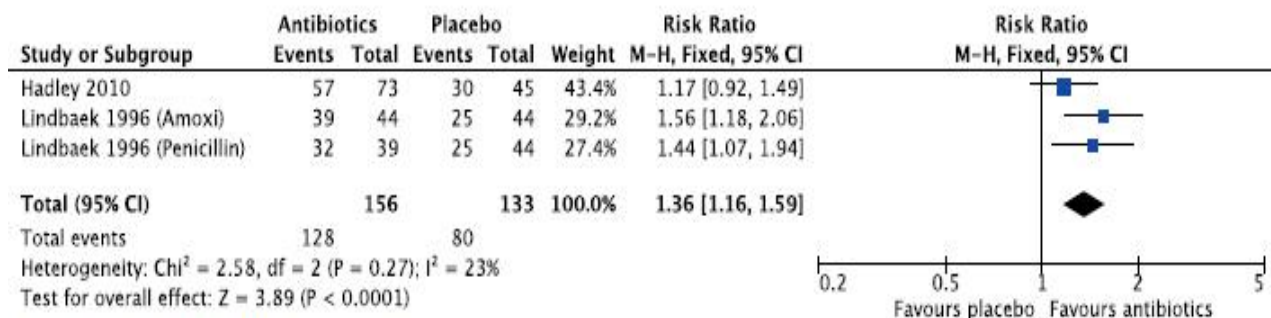 Antibiotics Placebo Risk Ratio Risk Ratio
Study or Subgroup Events Total Events Total Weight M-H, Fixed, 95% CI M-H, Fixed, 95% CI
Hadley 2010 57 73 30 45 43.4% 1.17 [0.92, 1.49]
Lindbaek 1996 (Amoxi) 39 44 25 44 29.2% 1.56 [1.18, 2.06]
Lindbaek 1996 (Penicillin) 32 39 25 44 27.4% 1.44 [1.07, 1.94]
Total (95% CI) 156 133 100.0% 1.36 [1.16, 1.59]
Total events 128 80
Heterogeneity: Chi² = 2.58, df = 2 (P = 0.27); I² = 23%
Test for overall effect: Z = 3.89 (P < 0.0001)
0.2 0.5 1 2 5
Favours placebo Favours antibiotics